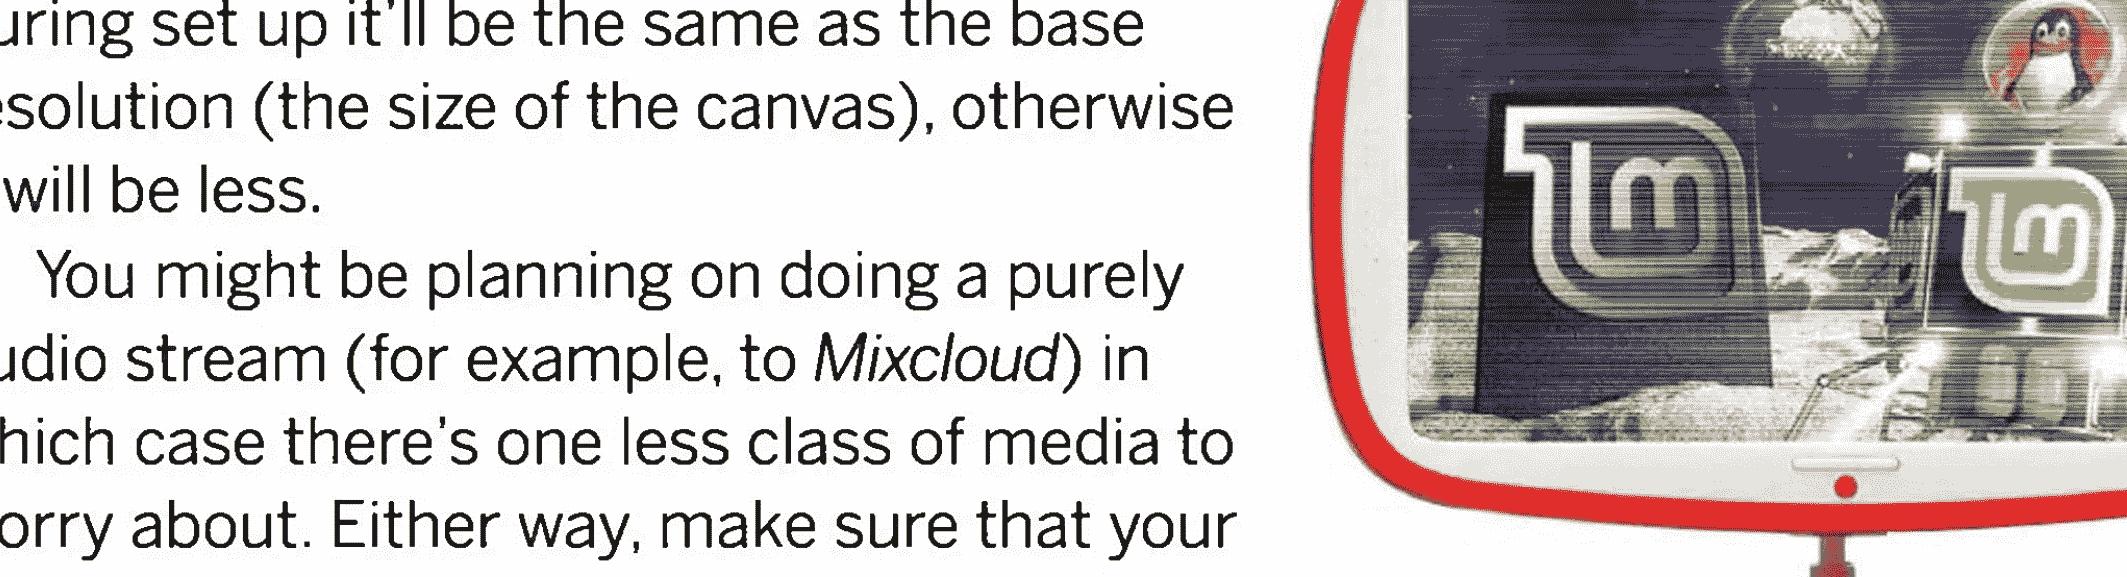 uring set up it'll be the same as the base
esolution (the size of the canvas), otherwise
will be less.
You might be planning on doing a purely
udio stream (for example, to Mixcloud) in
hich case there's one less class of media to
orry about. Either way, make sure that your